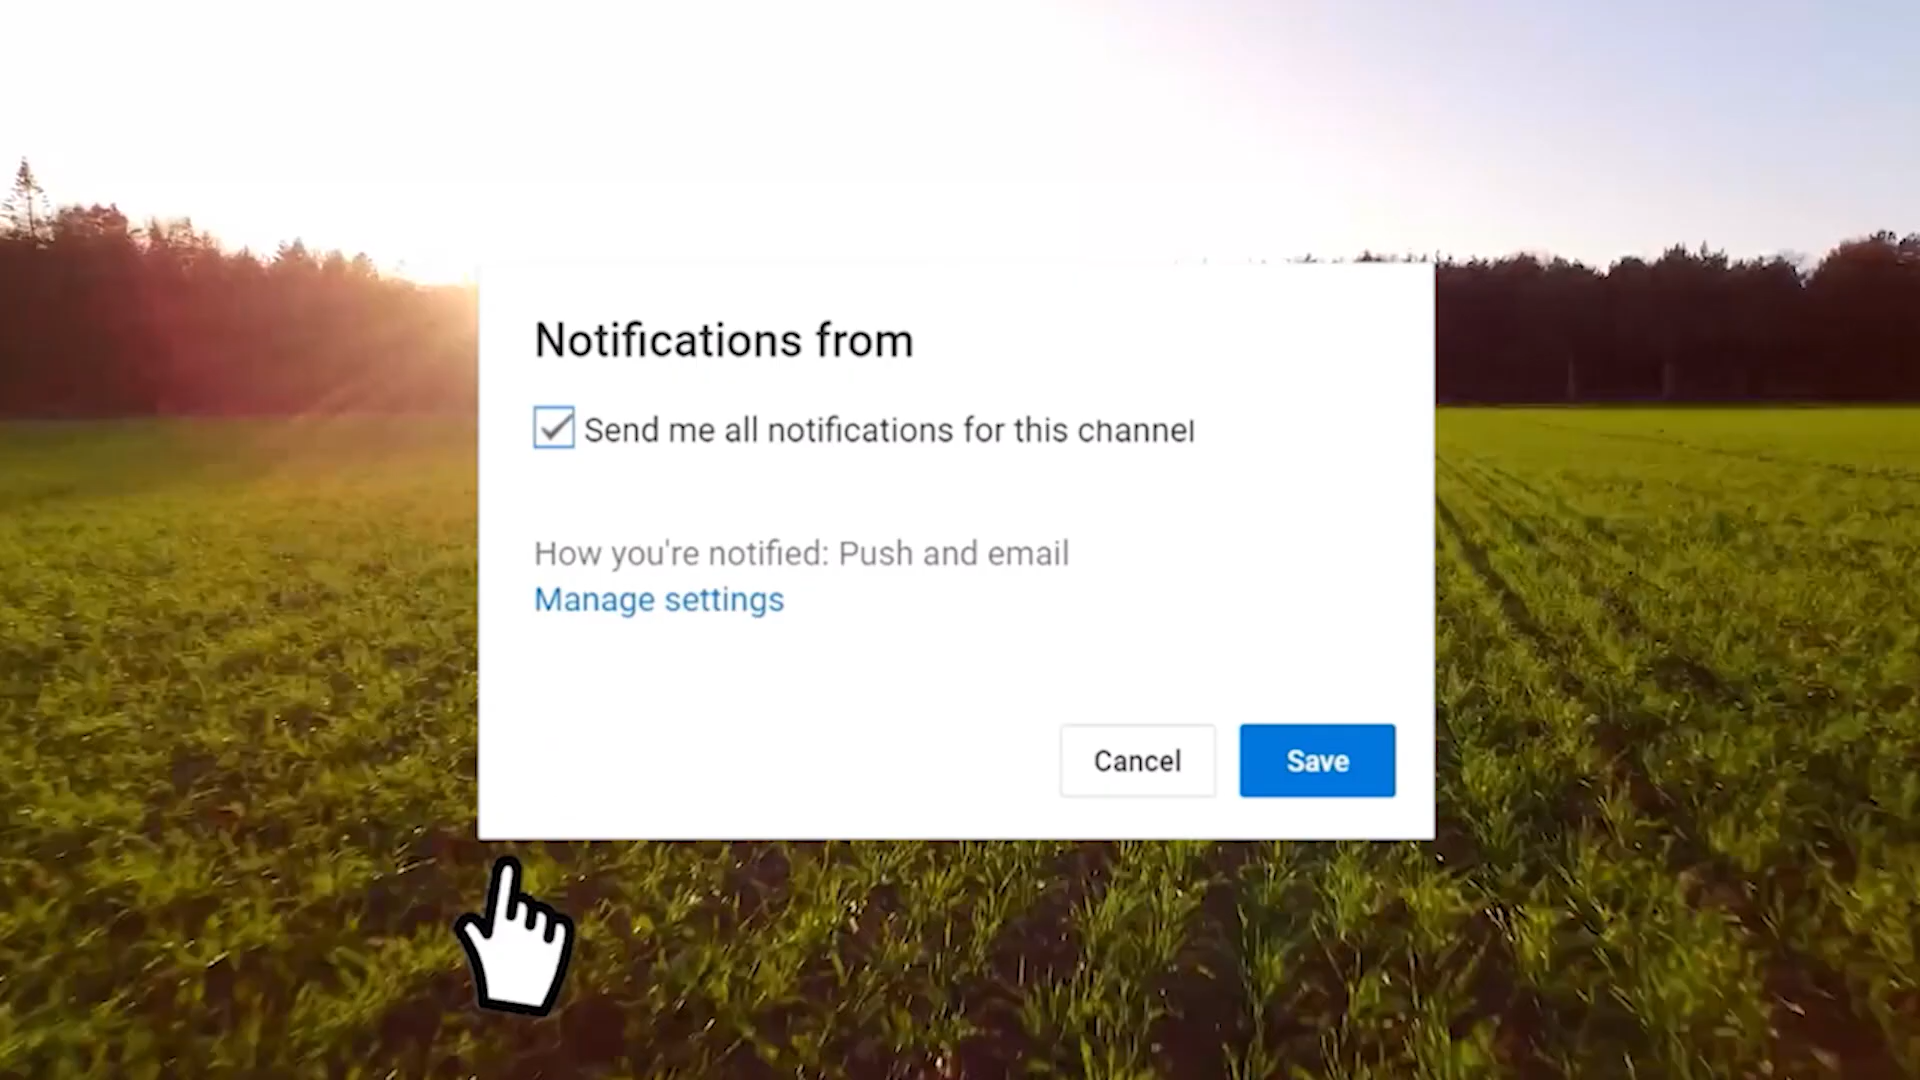 Notifications from
Send me all notifications for this channel
How you're notified: Push and email
Manage settings
Cancel
Save